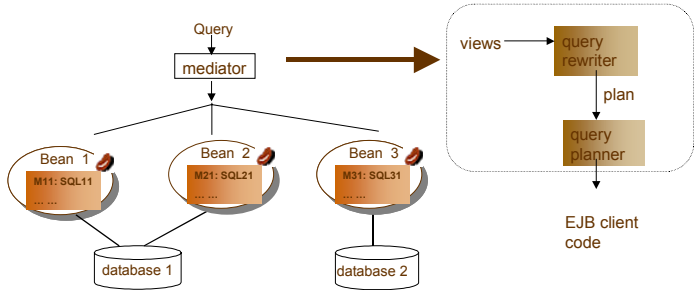 Query
mediator
Bean 1
M11: SQL11
... ...
Bean 2
M21: SQL21
... ...
Bean 3
M31: SQL31
... ...
database 1
database 2
views
query
rewriter
plan
query
planner
EJB client
code